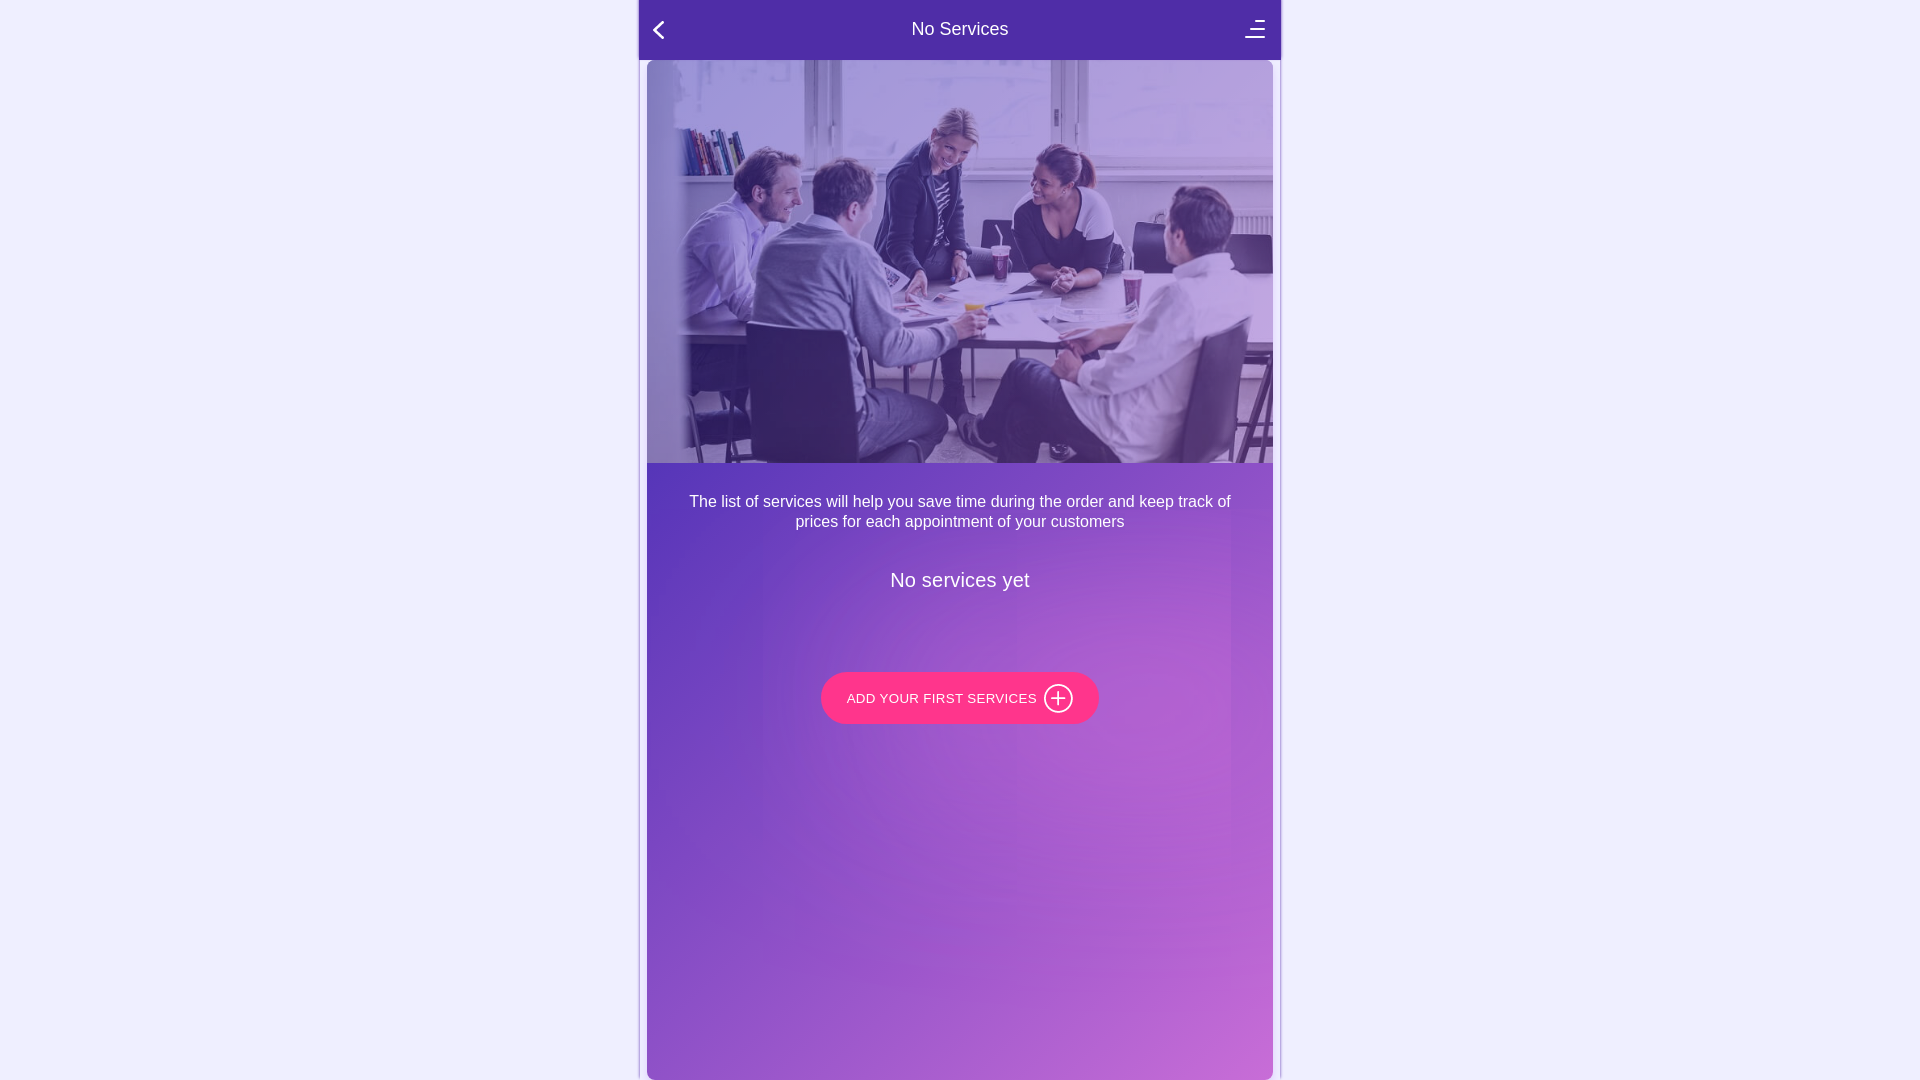 No Services
The list of services will help you save time during the order and keep track of
prices for each appointment of your customers
No services yet
ADD YOUR FIRST SERVICES